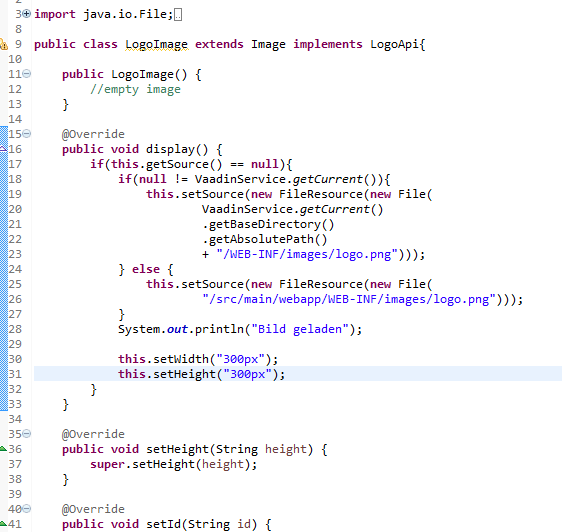 2
3 import java.io.File;
8
9 public class LogoImage extends Image implements LogoApi{
10
11     public LogoImage() {
12         //empty image
13     }
14
15     @Override
16     public void display() {
17         if(this.getSource() == null){
18             if(null != VaadinService.getCurrent()){
19                 this.setSource(new FileResource(new File(
20                         VaadinService.getCurrent()
21                         .getBaseDirectory()
22                         .getAbsolutePath()
23                         + "/WEB-INF/images/logo.png")));
24             } else {
25                 this.setSource(new FileResource(new File(
26                         "/src/main/webapp/WEB-INF/images/logo.png")));
27             }
28             System.out.println("Bild geladen");
29
30             this.setWidth("300px");
31             this.setHeight("300px");
32         }
33     }
34
35     @Override
36     public void setHeight(String height) {
37         super.setHeight(height);
38     }
39
40     @Override
41     public void setId(String id) {